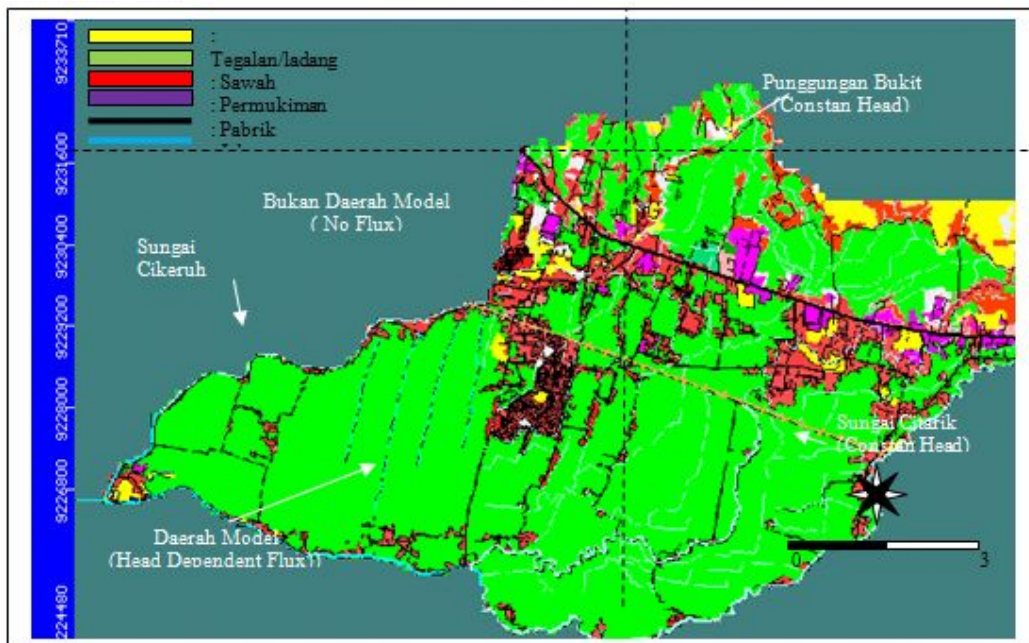 :
Tegalan/ladang
: Sawah
: Permukiman
: Pabrik
Punggungan Bukit
(Constan Head)
Bukan Daerah Model
( No Flux)
Sungai
Cikeruh
Sungai Citarik
(Constan Head)
Daerah Model
(Head Dependent Flux))
0
3
9233710
9231600
9230400
9229200
9228000
9226800
224480